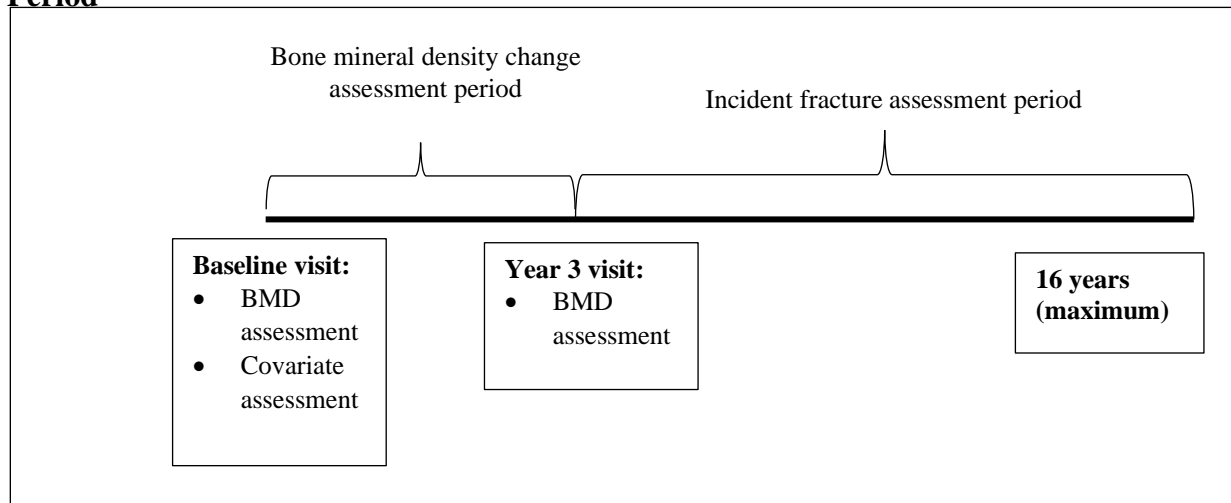 Period
Bone mineral density change
assessment period
Incident fracture assessment period
Baseline visit:
• BMD
assessment
• Covariate
assessment
Year 3 visit:
• BMD
assessment
16 years
(maximum)